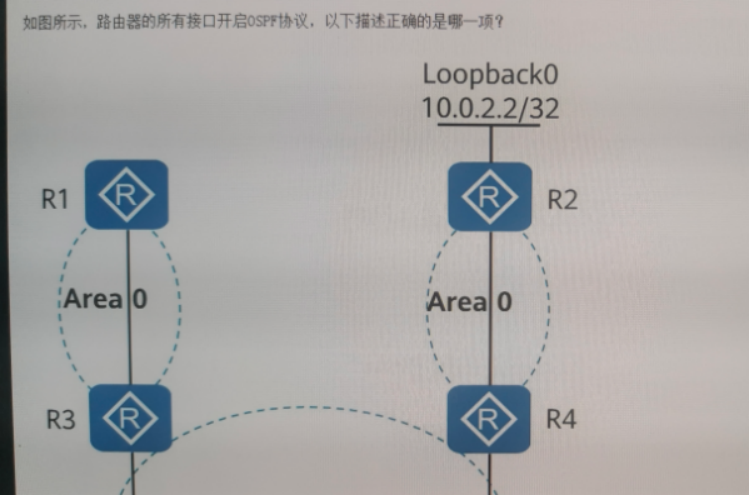 如图所示，路由器的所有接口开启OSPF协议，以下描述正确的是哪一项？
Loopback0
10.0.2.2/32
R1
R
R
R2
Area 0
Area 0
R3
R
R
R4